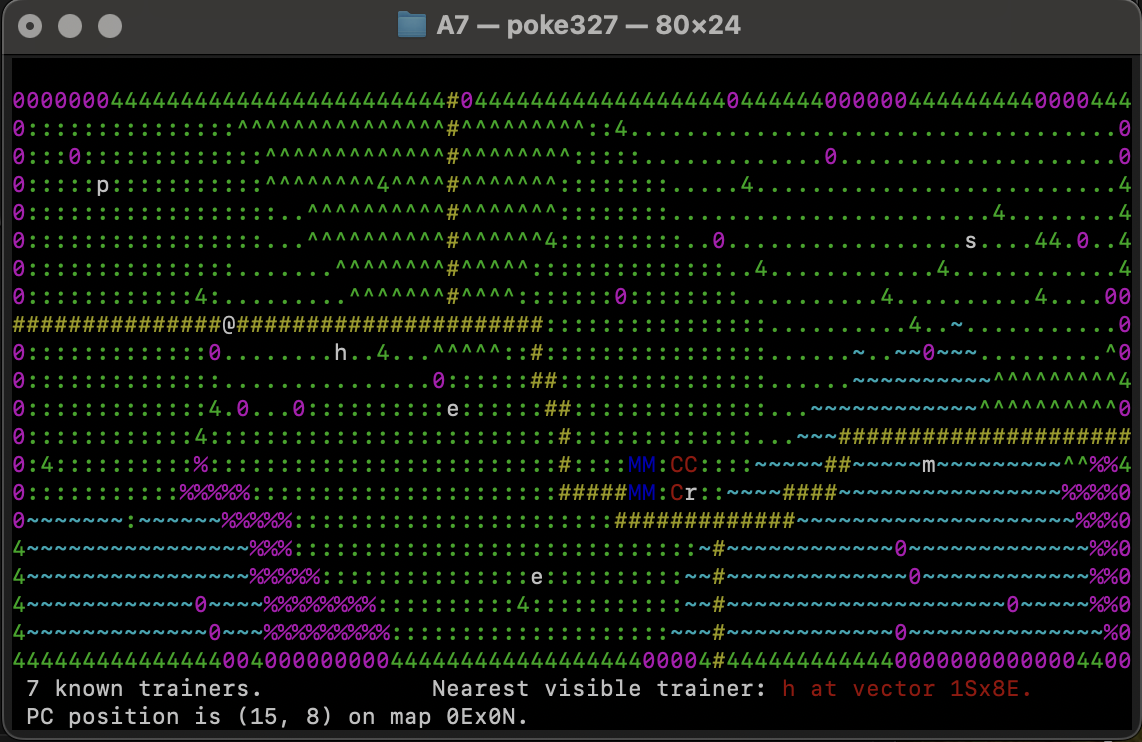 A7 — poke327 — 80×24
0000000444444444444444444444444#044444444444444444404444440000004444444440000444
0:::::::::::::::^^^^^^^^^^^^^^^#^^^^^^^^^::4...................................0
0:::0:::::::::::::^^^^^^^^^^^^^#^^^^^^^^:::::.............0....................0
0:::::p:::::::::::^^^^^^^^4^^^^#^^^^^^^::::::::.....4..........................4
0::::::::::::::::::..^^^^^^^^^^#^^^^^^^::::::::.......................4........4
0:::::::::::::::::...^^^^^^^^^^#^^^^^^4:::::::::..0.................s....44.0..4
0:::::::::::::::.......^^^^^^^^#^^^^^::::::::::::::..4............4............4
0::::::::::::4:.........^^^^^^^#^^^^:::::::0::::::::..........4..........4....00
###############@######################::::::::::::::::..........4..~...........0
0:::::::::::::0........h..4...^^^^^::#::::::::::::::::......~..~~0~~~.........^0
0::::::::::::::...............0::::::##:::::::::::::::......~~~~~~~~~~^^^^^^^^^4
0:::::::::::::4.0...0::::::::::e::::::##::::::::::::::...~~~~~~~~~~~~^^^^^^^^^^0
0::::::::::::4:::::::::::::::::::::::::#:::::::::::::...~~~#####################
0:4::::::::::%:::::::::::::::::::::::::#::::MM:CC::::~~~~~##~~~~~m~~~~~~~~~^^%%4
0:::::::::::%%%%%::::::::::::::::::::::#####MM:Cr::~~~~####~~~~~~~~~~~~~~~~%%%%0
0~~~~~~~:~~~~~~%%%%%:::::::::::::::::::::::#############~~~~~~~~~~~~~~~~~~~~%%%0
4~~~~~~~~~~~~~~~~%%%:::::::::::::::::::::::::::::~#~~~~~~~~~~~~0~~~~~~~~~~~~~%%0
4~~~~~~~~~~~~~~~~%%%%%:::::::::::::::e::::::::::~~#~~~~~~~~~~~~~0~~~~~~~~~~~~%%0
4~~~~~~~~~~~~0~~~~%%%%%%%%::::::::::4:::::::::::~~#~~~~~~~~~~~~~~~~~~~~0~~~~~%%0
4~~~~~~~~~~~~~0~~~%%%%%%%%%::::::::::::::::::::~~~#~~~~~~~~~~~~0~~~~~~~~~~~~~~%0
44444444444444400400000000044444444444444444400004#44444444444400000000000004400
7 known trainers. Nearest visible trainer: h at vector 1Sx8E.
PC position is (15, 8) on map 0Ex0N.